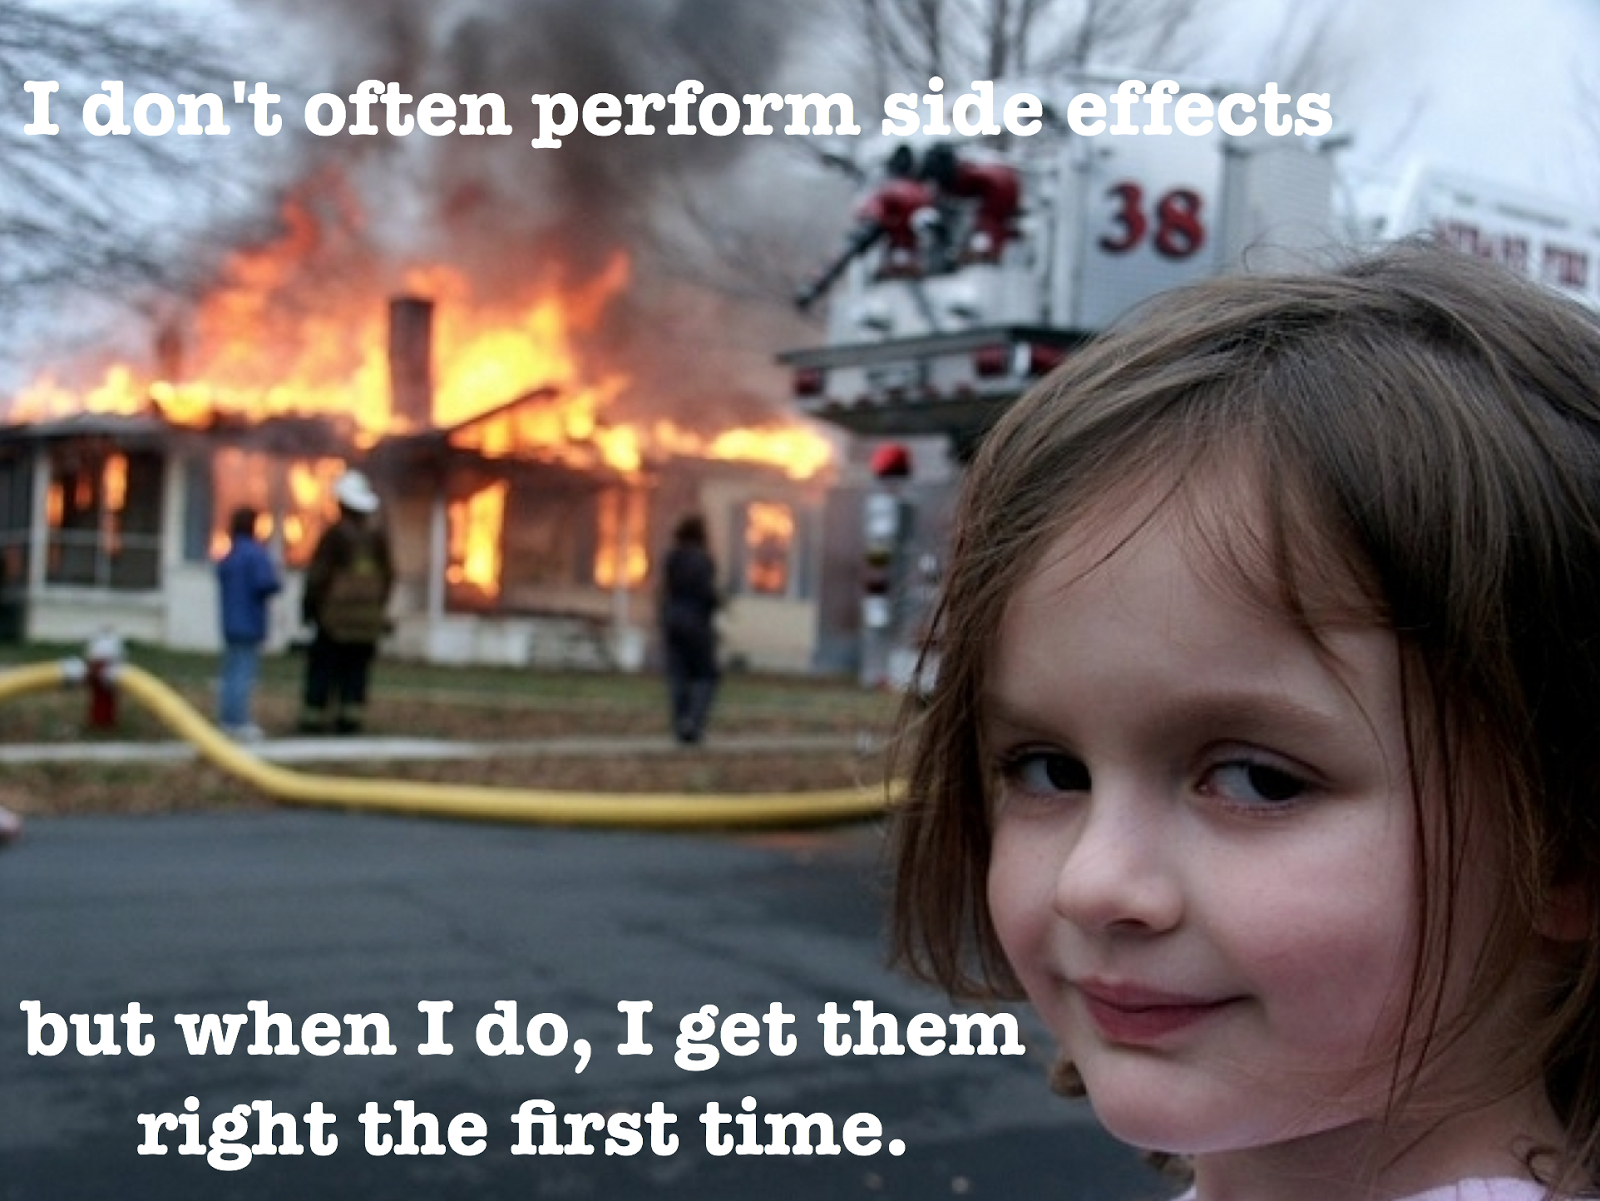 I don't often perform side effects
38
but when I do, I get them
right the first time.